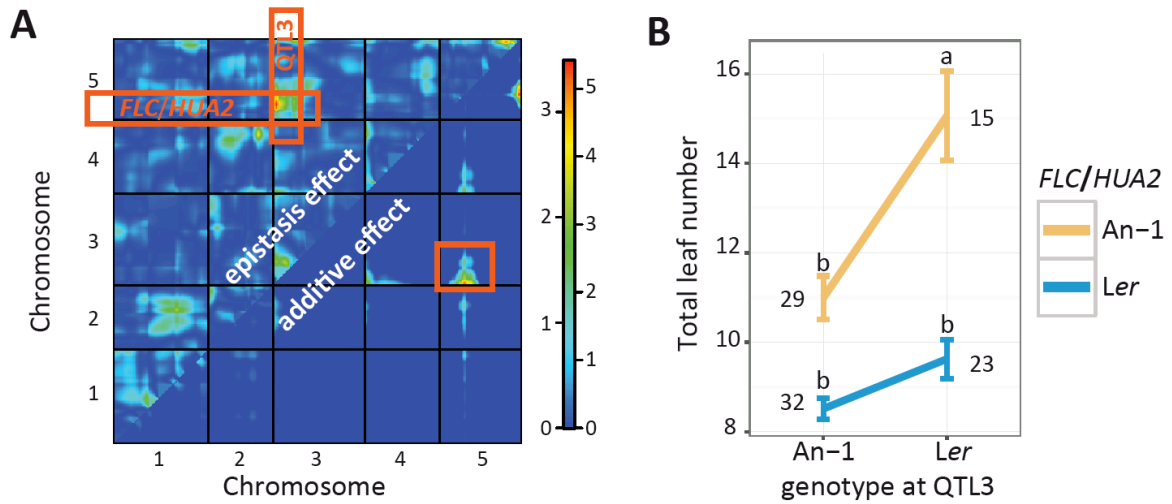 A
QTL3
FLC/HUA2
epistasis effect
additive effect
5
4
3
2
1
1 2 3 4 5
Chromosome
Chromosome
3
2
1
0
5
4
3
2
1
0
B
16
14
12
10
8
Total leaf number
a
15
b
29
b
23
b
32
An−1 Ler
genotype at QTL3
FLC/HUA2
An−1
Ler